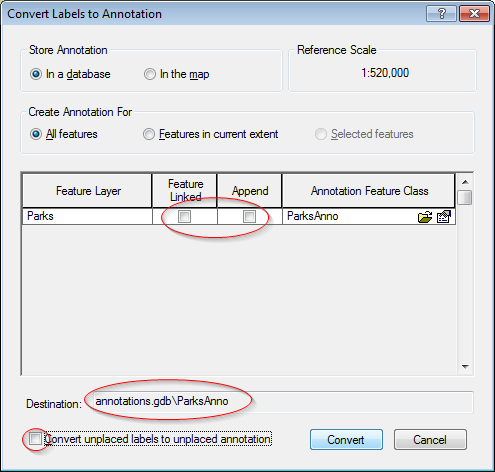 Convert Labels to Annotation
Store Annotation
In a database
In the map
Reference Scale
1:520,000
Create Annotation For
All features
Features in current extent
Selected features
Feature Layer
Feature
Linked
Append
Annotation Feature Class
Parks
ParksAnno
Destination:
annotations.gdb\ParksAnno
Convert unplaced labels to unplaced annotation
Convert
Cancel